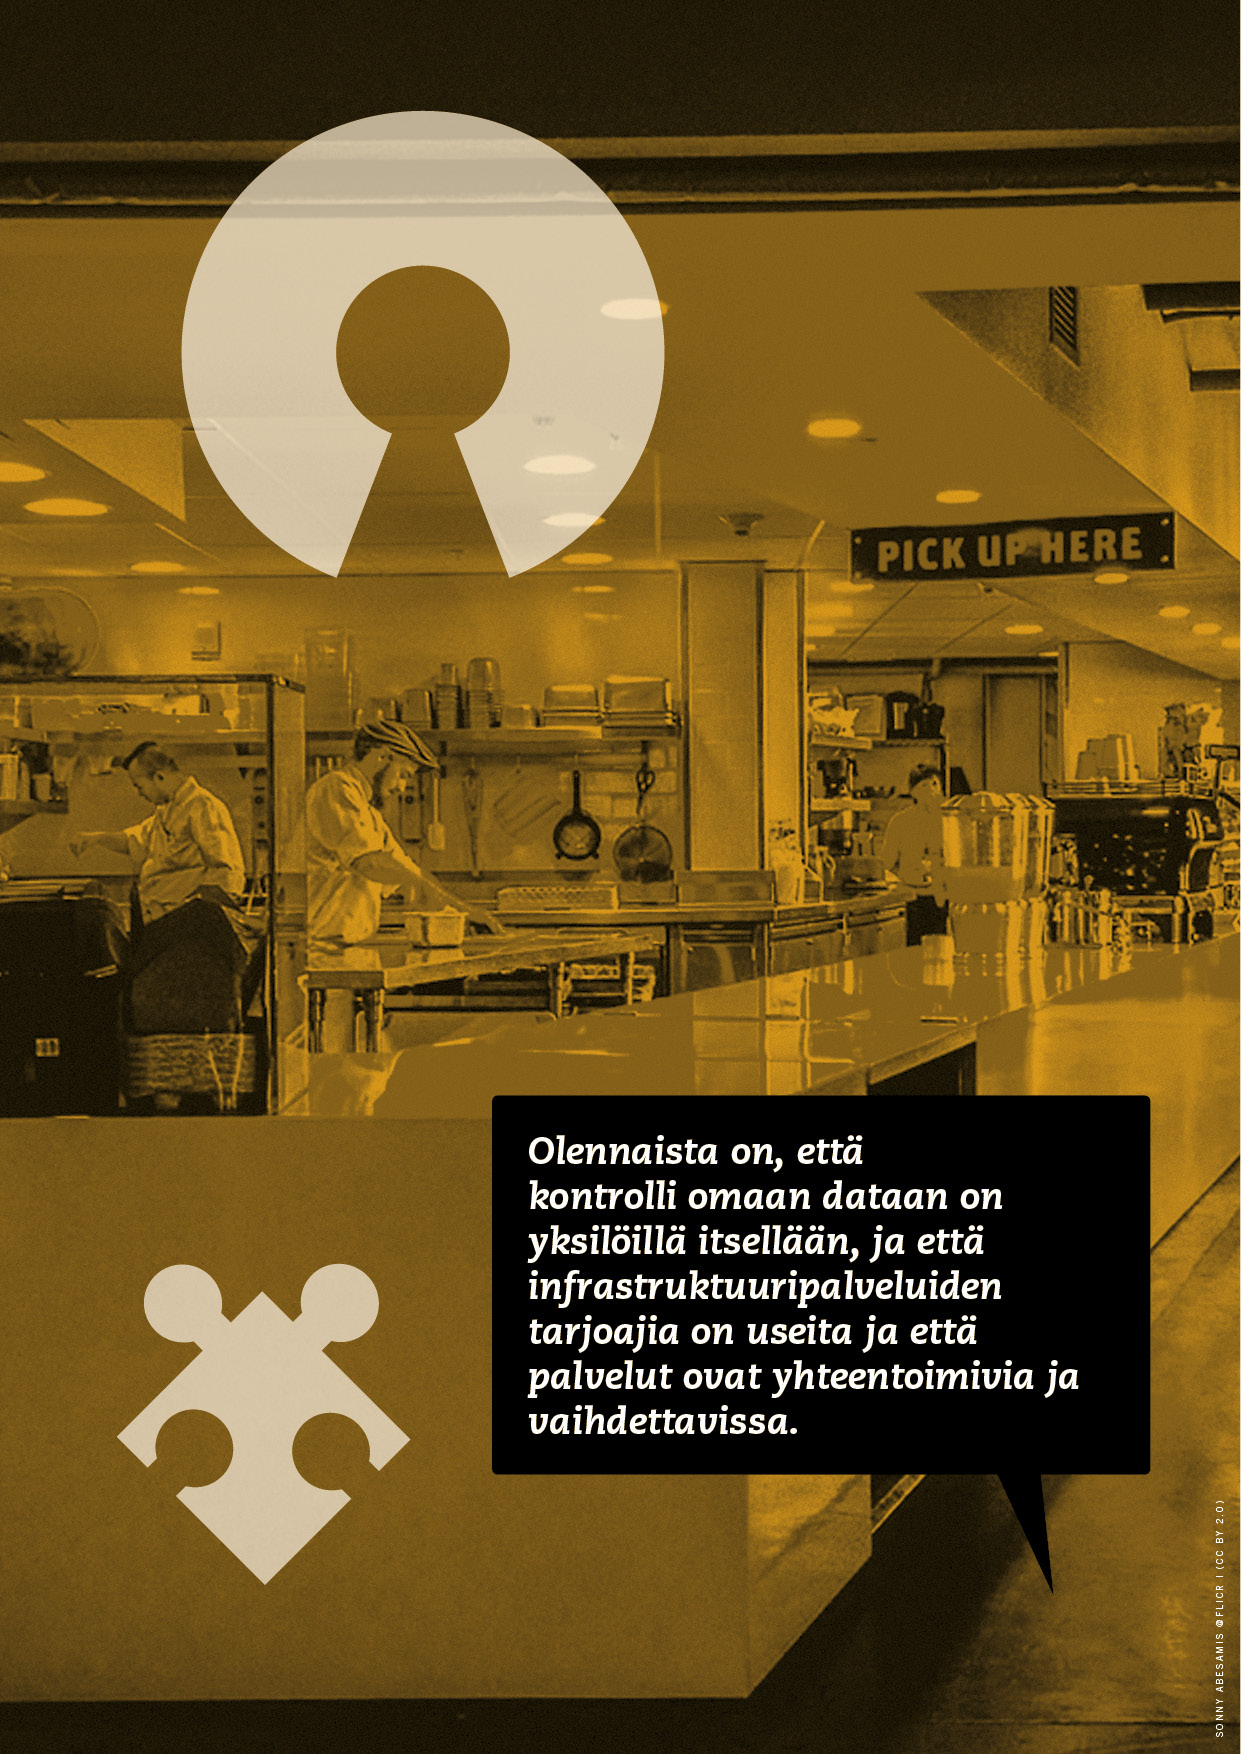 PICK UP HERE
Olennaista on, että
kontrolli omaan dataan on
yksilöillä itsellään, ja että
infrastruktuuripalveluiden
tarjoajia on useita ja että
palvelut ovat yhteentoimivia ja
vaihdettavissa.
SONNY ABESAMIS @FLICR I (CC BY 2.0)